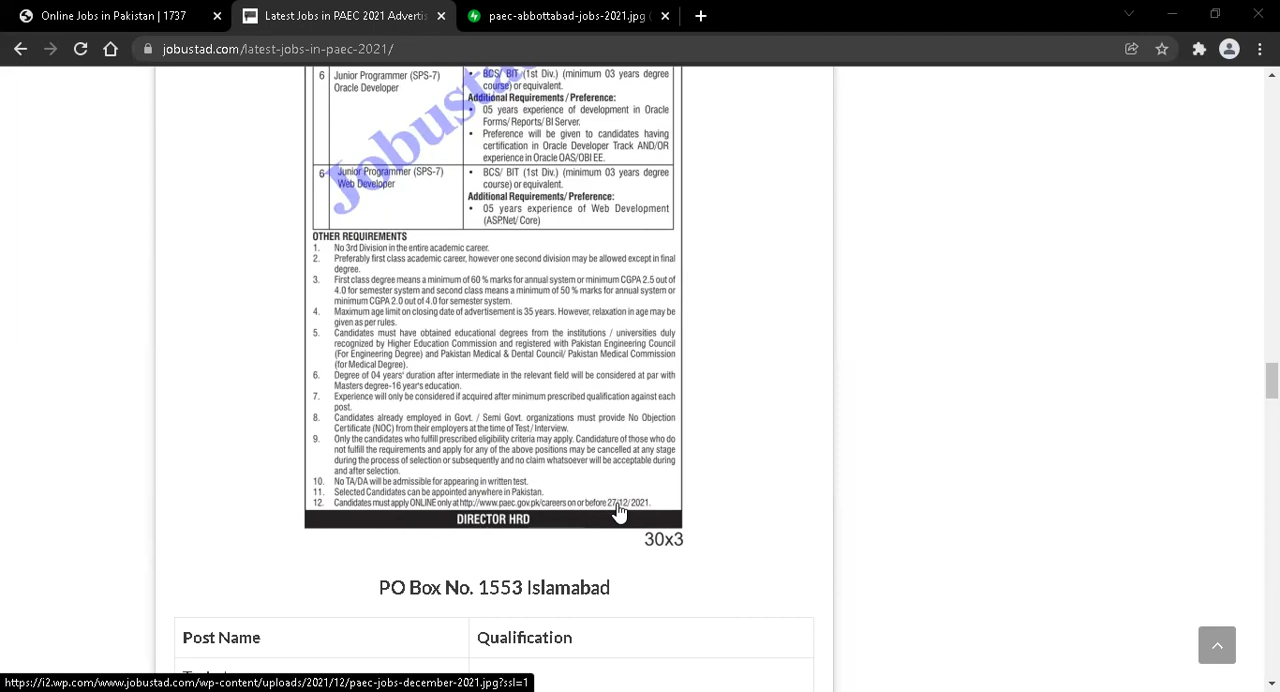 Online Jobs in Pakistan | 1737
Latest Jobs in PAEC 2021 Advertis
paec-abbottabad-jobs-2021.jpg (
jobustad.com/latest-jobs-in-paec-2021/
6 Junior Programmer (SPS-7)
Oracle Developer
• BCS/ BIT (1st Div.) (minimum 03 years degree
course) or equivalent.
Additional Requirements/ Preference:
• 05 years experience of development in Oracle
Forms/ Reports/ BI Server.
• Preference will be given to candidates having
certification in Oracle Developer Track AND/OR
experience in Oracle OAS/OBI EE.
6 Junior Programmer (SPS-7)
Web Developer
• BCS/ BIT (1st Div.) (minimum 03 years degree
course) or equivalent.
Additional Requirements/ Preference:
• 05 years experience of Web Development
(ASP.Net/ Core)
Jobustad.
OTHER REQUIREMENTS
1. No 3rd Division in the entire academic career.
2. Preferably first class academic career, however one second division may be allowed except in final
degree.
3. First class degree means a minimum of 60 % marks for annual system or minimum CGPA 2.5 out of
4.0 for semester system and second class means a minimum of 50 % marks for annual system or
minimum CGPA 2.0 out of 4.0 for semester system.
4. Maximum age limit on closing date of advertisement is 35 years. However, relaxation in age may be
given as per rules.
5. Candidates must have obtained educational degrees from the institutions / universities duly
recognized by Higher Education Commission and registered with Pakistan Engineering Council
(For Engineering Degree) and Pakistan Medical & Dental Council/ Pakistan Medical Commission
(for Medical Degree).
6. Degree of 04 years' duration after intermediate in the relevant field will be considered at par with
Masters degree-16 year's education.
7. Experience will only be considered if acquired after minimum prescribed qualification against each
post.
8. Candidates already employed in Govt. / Semi Govt. organizations must provide No Objection
Certificate (NOC) from their employers at the time of Test / Interview.
9. Only the candidates who fulfill prescribed eligibility criteria may apply. Candidature of those who do
not fulfill the requirements and apply for any of the above positions may be cancelled at any stage
during the process of selection or subsequently and no claim whatsoever will be acceptable during
and after selection.
10. No TA/DA will be admissible for appearing in written test.
11. Selected Candidates can be appointed anywhere in Pakistan.
12. Candidates must apply ONLINE only at http://www.paec.gov.pk/careers on or before 27/12/ 2021.
DIRECTOR HRD
30x3
PO Box No. 1553 Islamabad
Post Name Qualification
https://i2.wp.com/www.jobustad.com/wp-content/uploads/2021/12/paec-jobs-december-2021.jpg?ssl=1